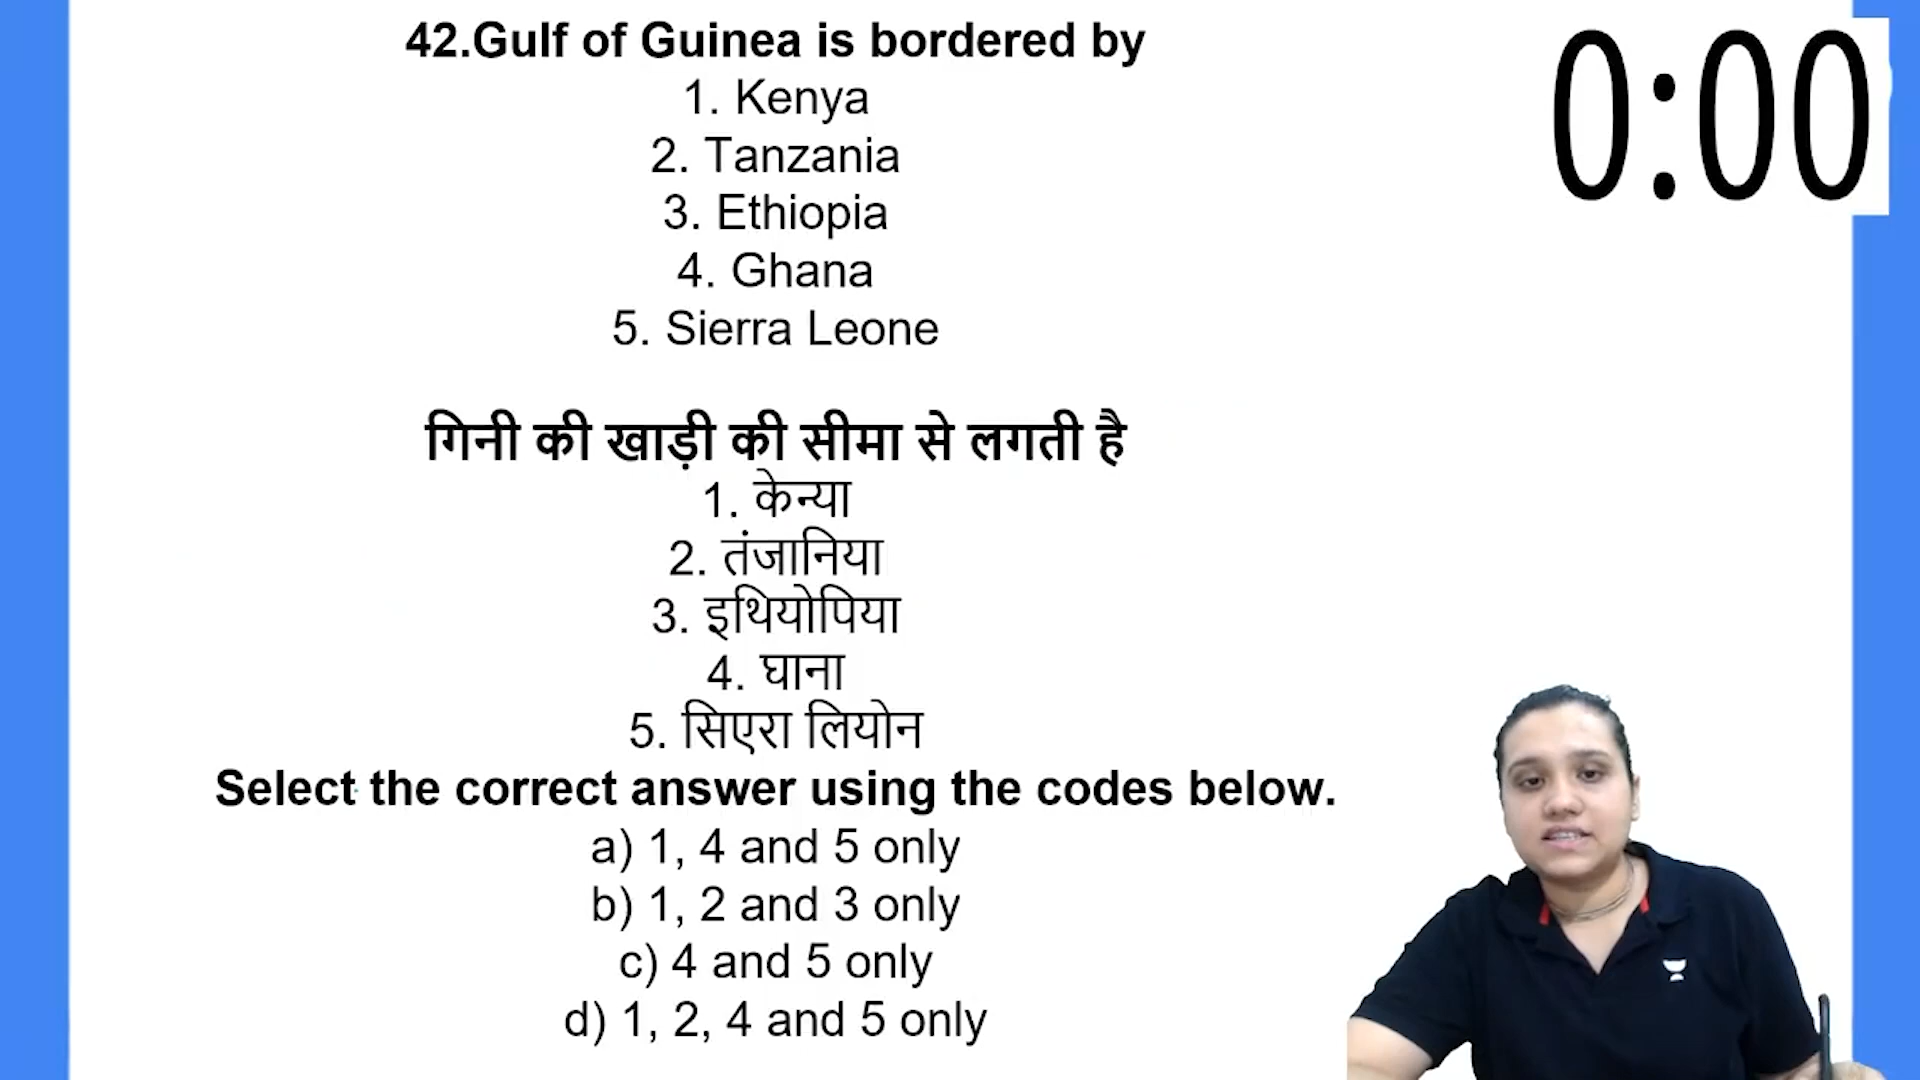 42.Gulf of Guinea is bordered by
1. Kenya
2. Tanzania
3. Ethiopia
4. Ghana
5. Sierra Leone
गिनी की खाड़ी की सीमा से लगती है
1. केन्या
2. तंजानिया
3. इथियोपिया
4. घाना
5. सिएरा लियोन
Select the correct answer using the codes below.
a) 1, 4 and 5 only
b) 1, 2 and 3 only
c) 4 and 5 only
d) 1, 2, 4 and 5 only
0:00